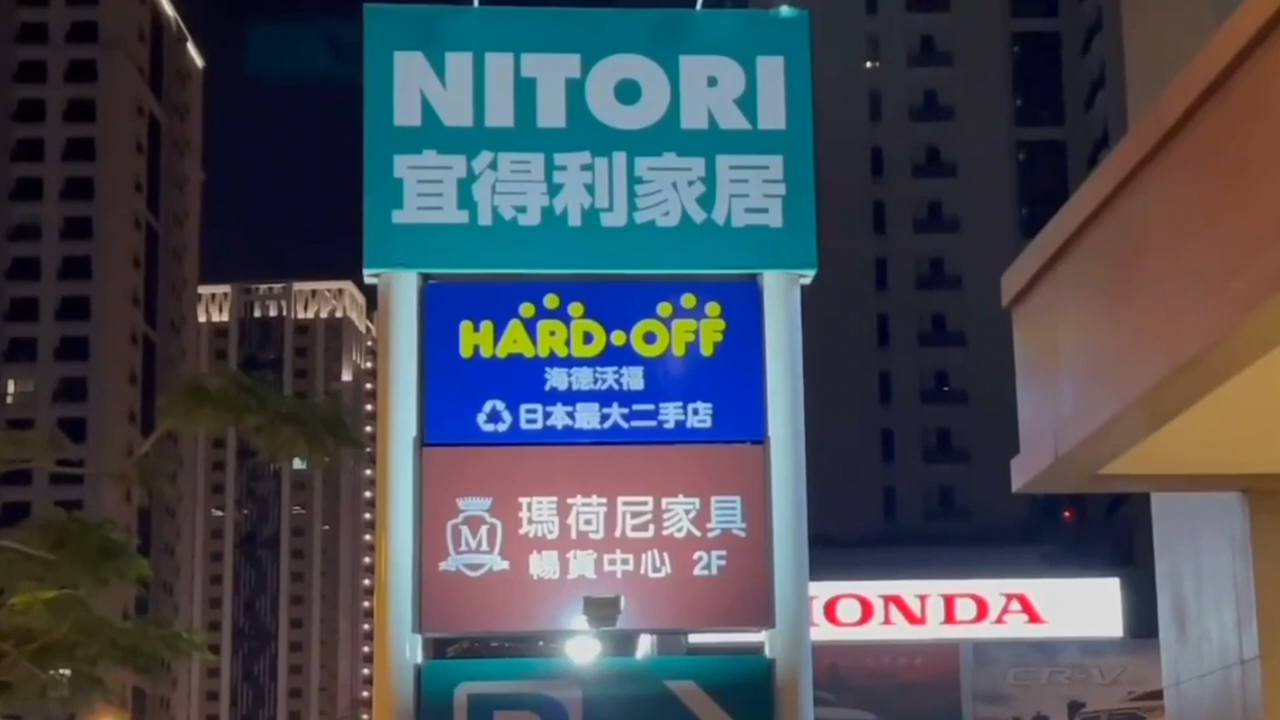 NITORI
宜得利家居
HARD·OFF
海德沃福
日本最大二手店
M
瑪荷尼家具
暢貨中心 2F
HONDA
CR-V